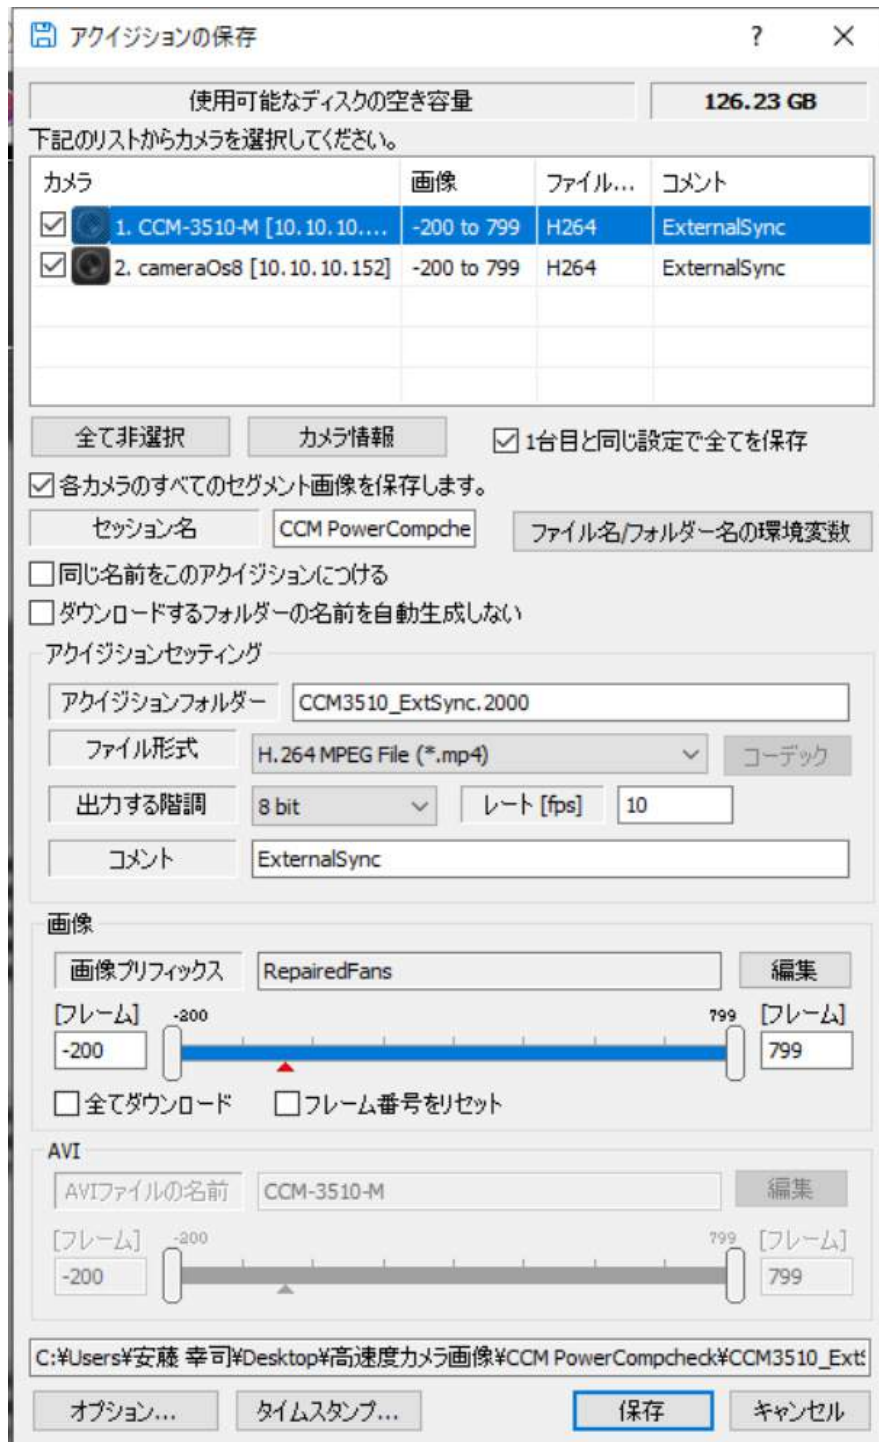 アクイジションの保存 ?
使用可能なディスクの空き容量 126.23 GB
下記のリストからカメラを選択してください。
カメラ 画像 ファイル... コメント
1. CCM-3510-M [10.10.10.... -200 to 799 H264 ExternalSync
2. cameraOs8 [10.10.10.152] -200 to 799 H264 ExternalSync
全て非選択 カメラ情報 1台目と同じ設定で全てを保存
各カメラのすべてのセグメント画像を保存します。
セッション名 CCM PowerCompche ファイル名/フォルダー名の環境変数
同じ名前をこのアクイジションにつける
ダウンロードするフォルダーの名前を自動生成しない
アクイジションセッティング
アクイジションフォルダー CCM3510_ExtSync.2000
ファイル形式 H.264 MPEG File (*.mp4) コーデック
出力する階調 8 bit レート [fps] 10
コメント ExternalSync
画像
画像プリフィックス RepairedFans 編集
[フレーム] -200 799 [フレーム]
-200 799
全てダウンロード フレーム番号をリセット
AVI
AVIファイルの名前 CCM-3510-M 編集
[フレーム] -200 799 [フレーム]
-200 799
C:¥Users¥安藤 幸司¥Desktop¥高速度カメラ画像¥CCM PowerCompcheck¥CCM3510_ExtS
オプション... タイムスタンプ... 保存 キャンセル